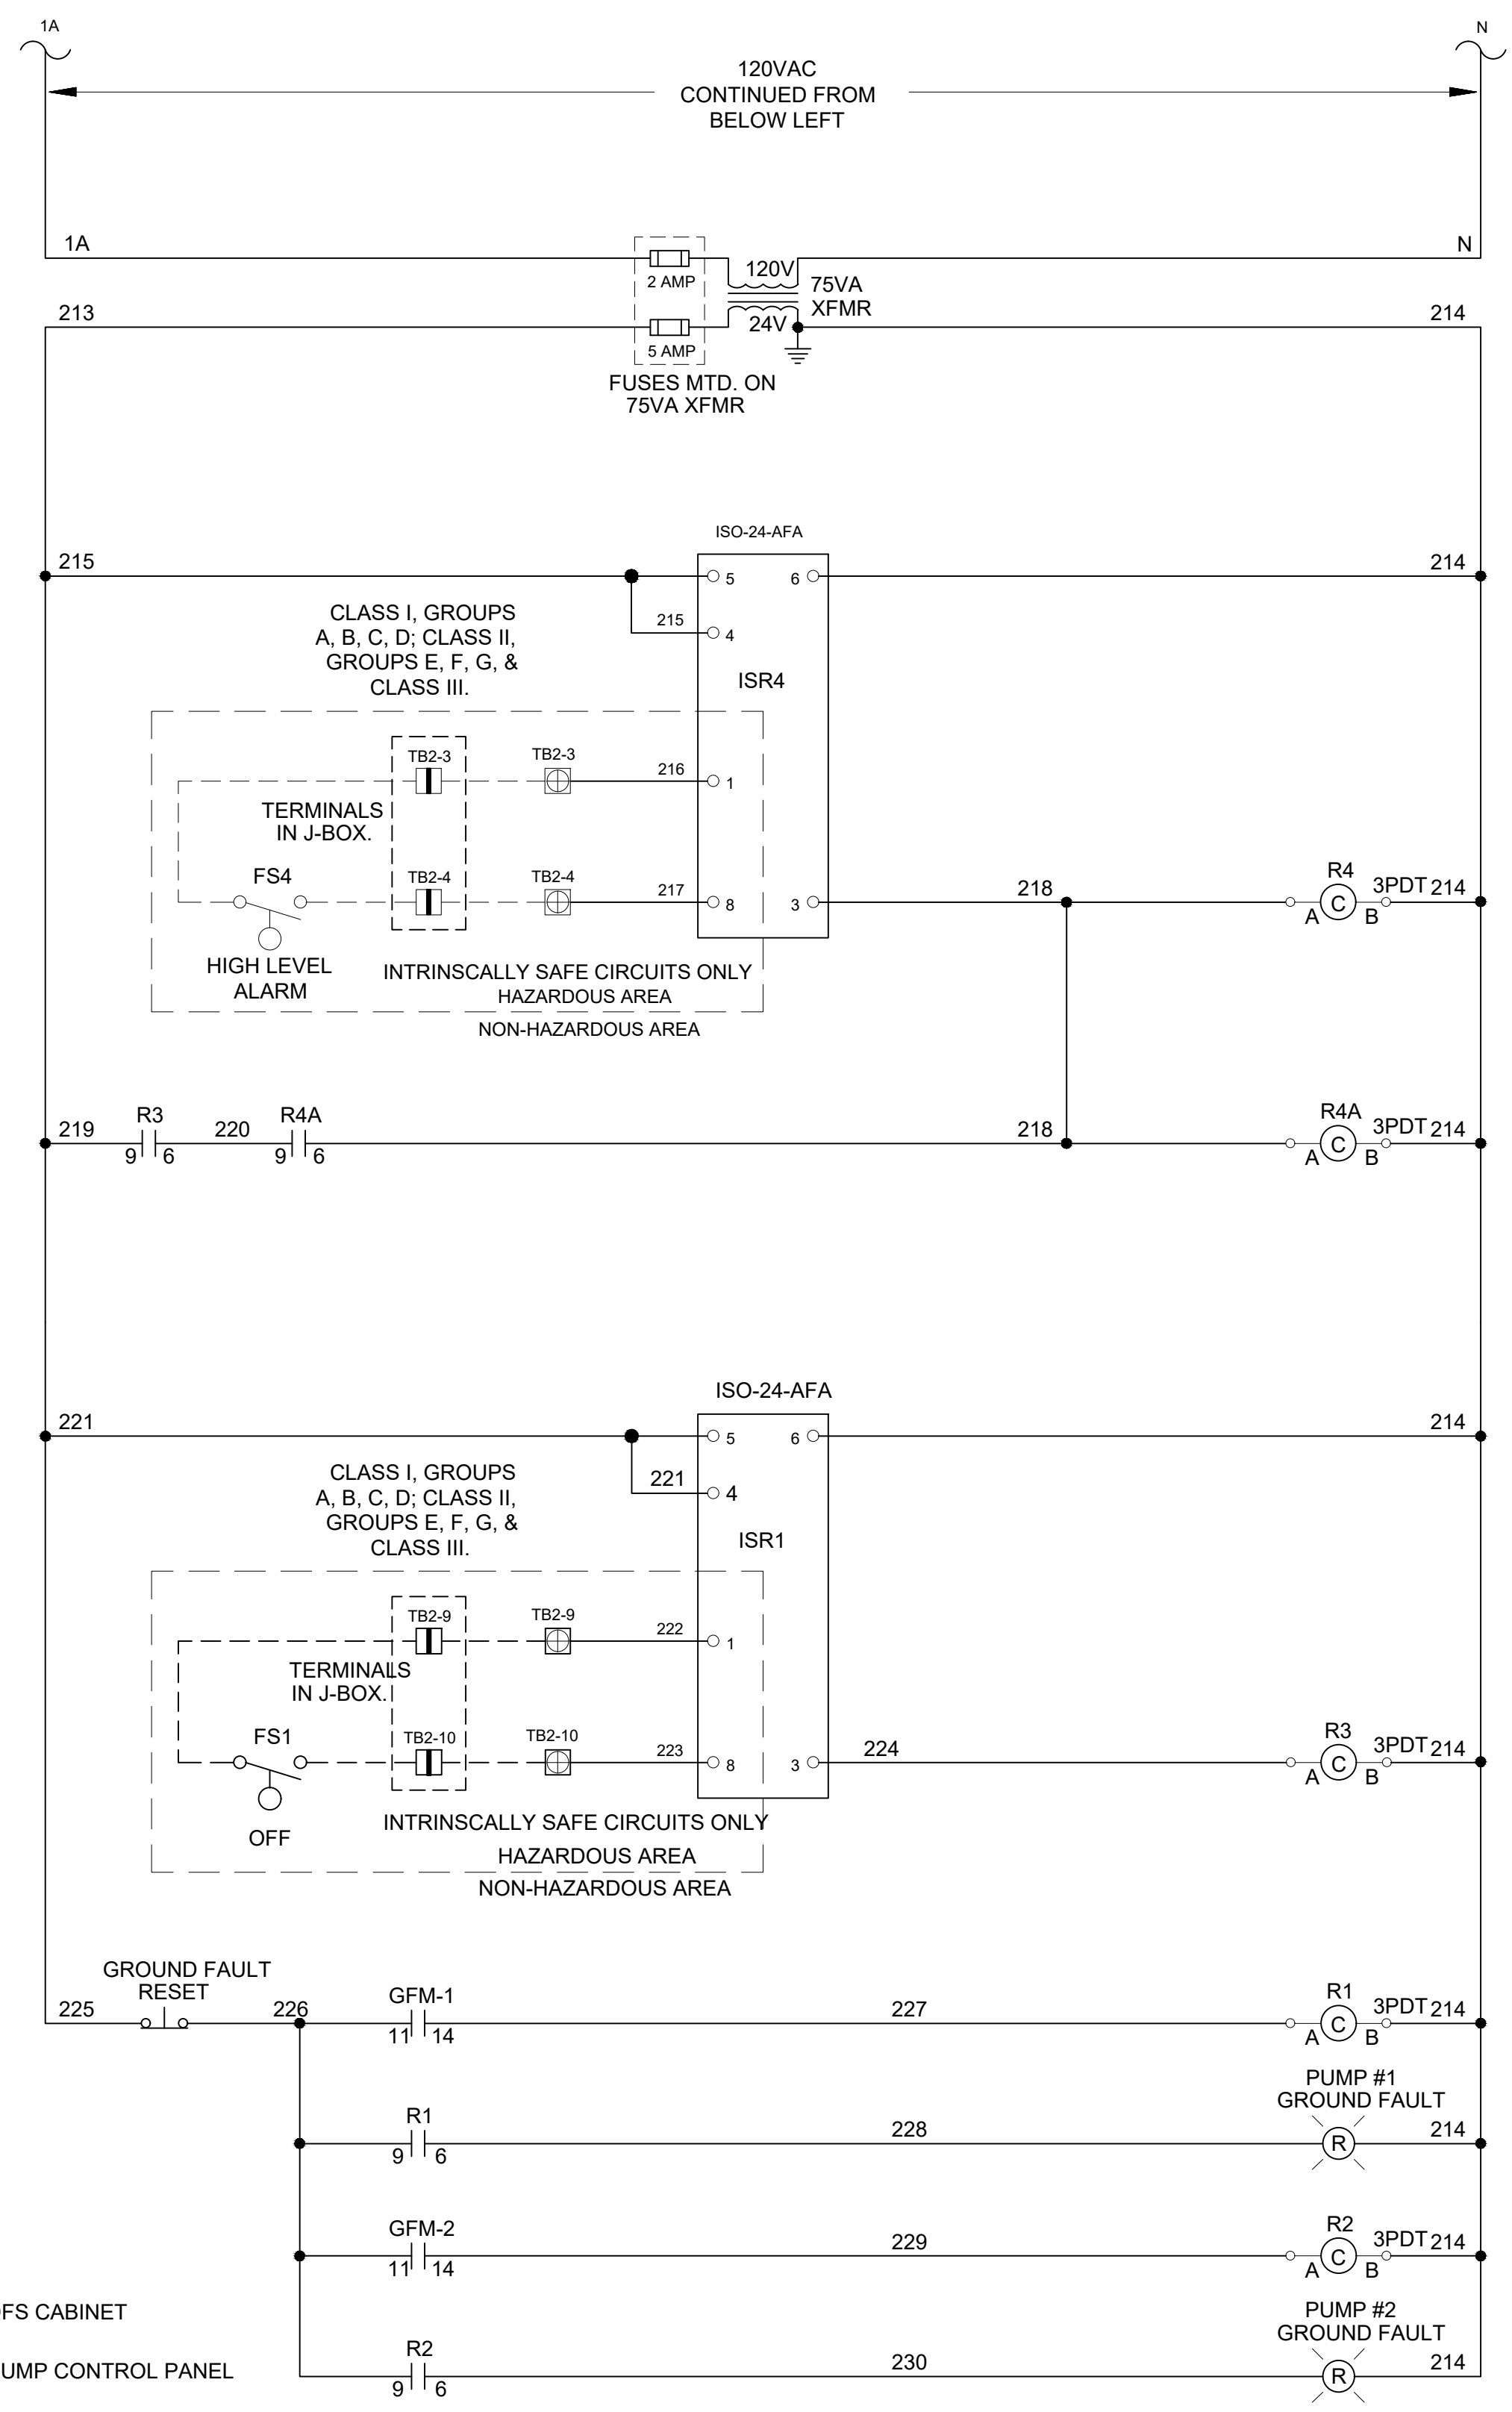 1A
N
120VAC
CONTINUED FROM
BELOW LEFT
1A
N
2 AMP
120V
75VA
XFMR
213
214
5 AMP
24V
FUSES MTD. ON
75VA XFMR
ISO-24-AFA
215
5
6
214
215
4
CLASS I, GROUPS
A, B, C, D; CLASS II,
GROUPS E, F, G, &
CLASS III.
ISR4
TB2-3
TB2-3
216
1
TERMINALS
IN J-BOX.
FS4
TB2-4
TB2-4
217
8
3
218
R4
3PDT
214
A
C
B
HIGH LEVEL
ALARM
INTRINSCALLY SAFE CIRCUITS ONLY
HAZARDOUS AREA
NON-HAZARDOUS AREA
219
R3
220
R4A
218
R4A
3PDT
214
9
6
9
6
A
C
B
ISO-24-AFA
221
5
6
214
221
4
CLASS I, GROUPS
A, B, C, D; CLASS II,
GROUPS E, F, G, &
CLASS III.
ISR1
TB2-9
TB2-9
222
1
TERMINALS
IN J-BOX.
FS1
TB2-10
TB2-10
223
8
3
224
R3
3PDT
214
A
C
B
OFF
INTRINSCALLY SAFE CIRCUITS ONLY
HAZARDOUS AREA
NON-HAZARDOUS AREA
GROUND FAULT
RESET
225
226
GFM-1
11
14
227
R1
3PDT
214
A
C
B
R1
9
6
228
PUMP #1
GROUND FAULT
R
214
GFM-2
11
14
229
R2
3PDT
214
A
C
B
FS CABINET
R2
9
6
230
PUMP #2
GROUND FAULT
R
214
UMP CONTROL PANEL